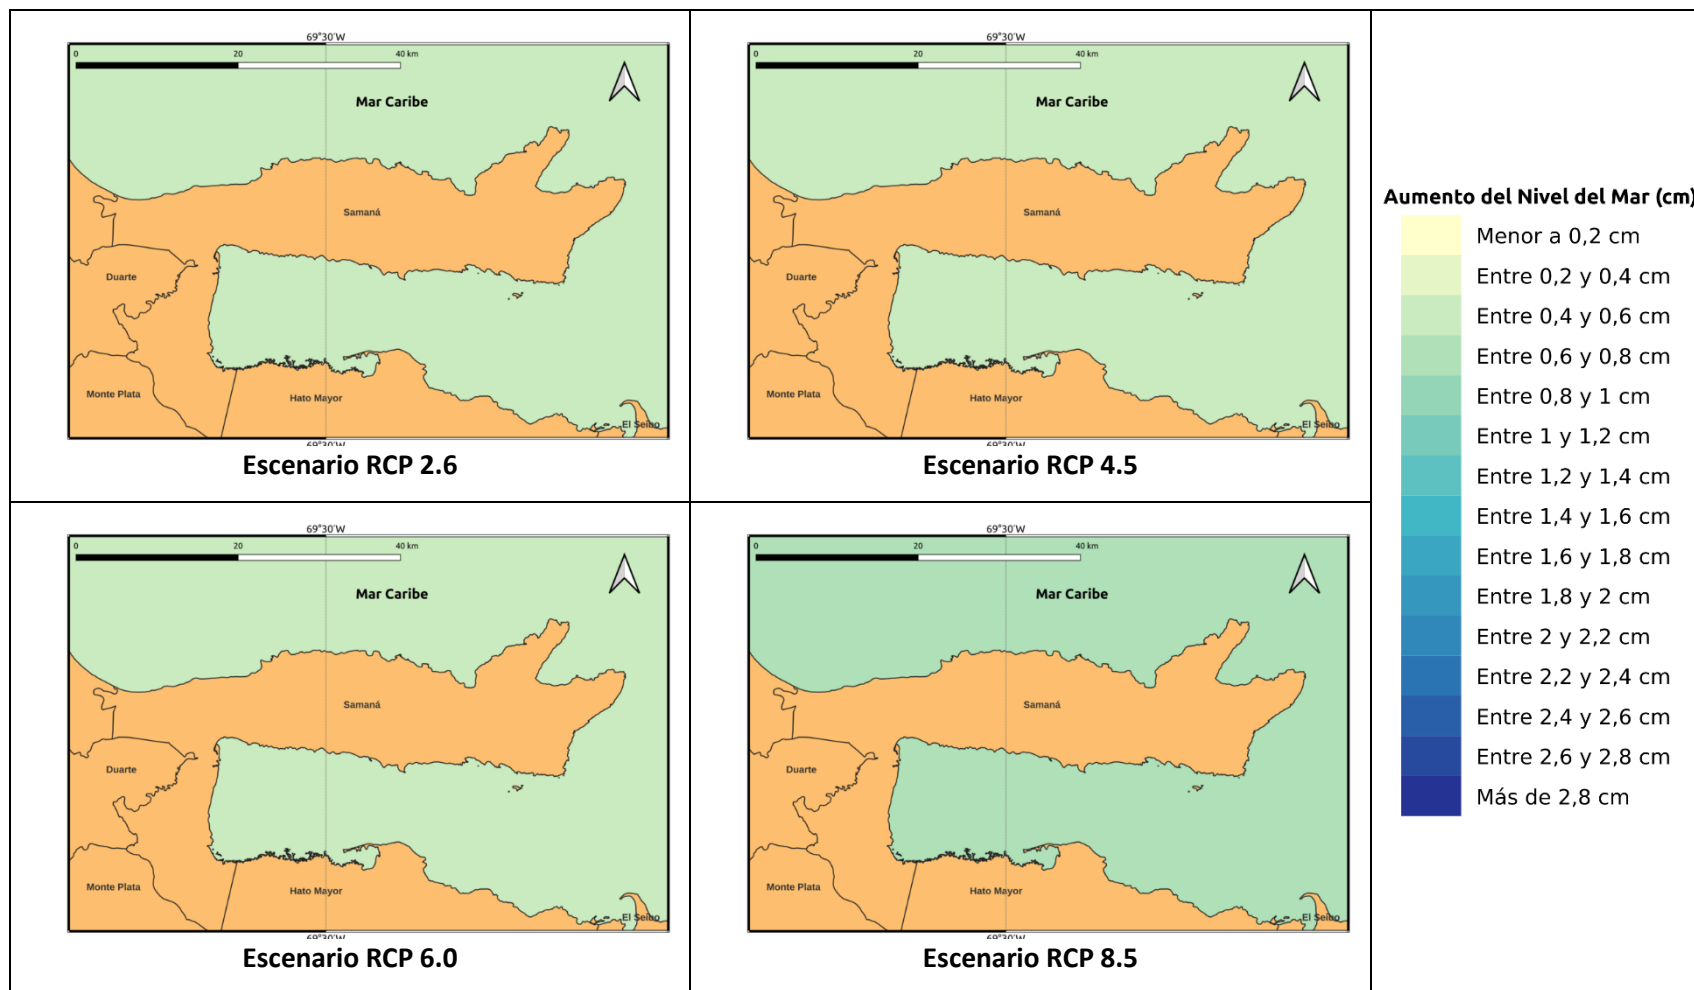 69°30'W
0 20 40 km
Mar Caribe
Samaná
Duarte
Monte Plata
Hato Mayor
El Seibo
69°30'W
Escenario RCP 2.6
69°30'W
0 20 40 km
Mar Caribe
Samaná
Duarte
Monte Plata
Hato Mayor
El Seibo
69°30'W
Escenario RCP 4.5
69°30'W
0 20 40 km
Mar Caribe
Samaná
Duarte
Monte Plata
Hato Mayor
El Seibo
69°30'W
Escenario RCP 6.0
69°30'W
0 20 40 km
Mar Caribe
Samaná
Duarte
Monte Plata
Hato Mayor
El Seibo
69°30'W
Escenario RCP 8.5
Aumento del Nivel del Mar (cm)
Menor a 0,2 cm
Entre 0,2 y 0,4 cm
Entre 0,4 y 0,6 cm
Entre 0,6 y 0,8 cm
Entre 0,8 y 1 cm
Entre 1 y 1,2 cm
Entre 1,2 y 1,4 cm
Entre 1,4 y 1,6 cm
Entre 1,6 y 1,8 cm
Entre 1,8 y 2 cm
Entre 2 y 2,2 cm
Entre 2,2 y 2,4 cm
Entre 2,4 y 2,6 cm
Entre 2,6 y 2,8 cm
Más de 2,8 cm